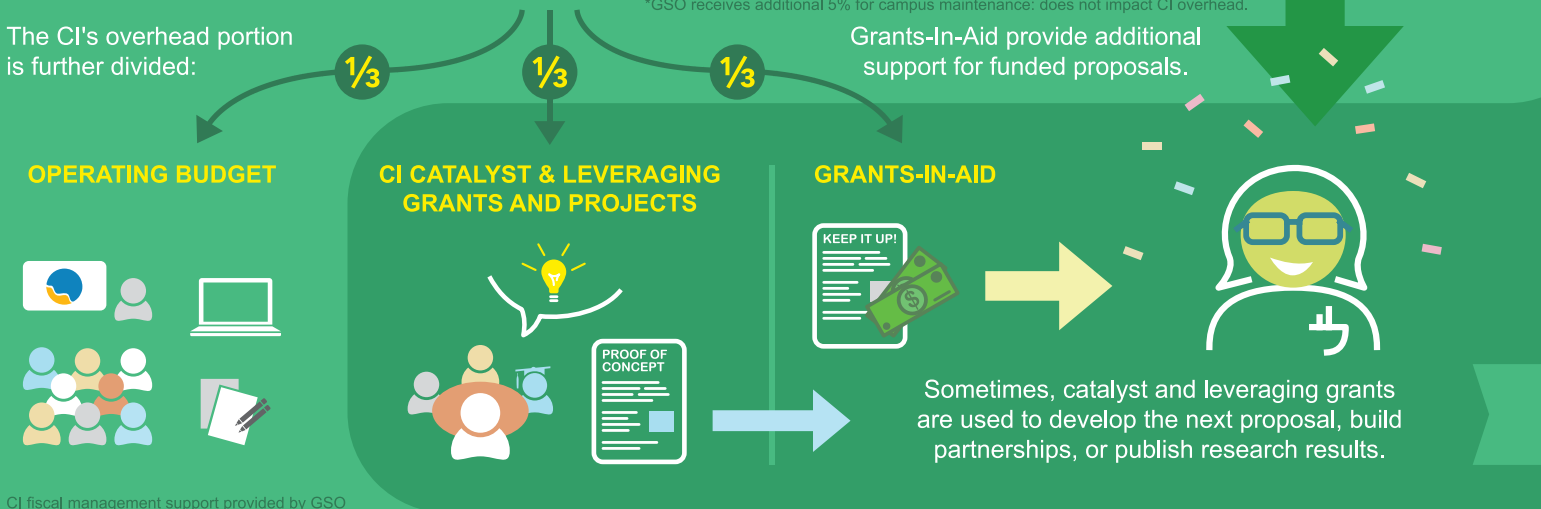 *GSO receives additional 5% for campus maintenance: does not impact CI overhead.
The CI's overhead portion
is further divided:
⅓
⅓
⅓
Grants-In-Aid provide additional
support for funded proposals.
OPERATING BUDGET
CI CATALYST & LEVERAGING
GRANTS AND PROJECTS
GRANTS-IN-AID
KEEP IT UP!
$
PROOF OF
CONCEPT
Sometimes, catalyst and leveraging grants
are used to develop the next proposal, build
partnerships, or publish research results.
CI fiscal management support provided by GSO